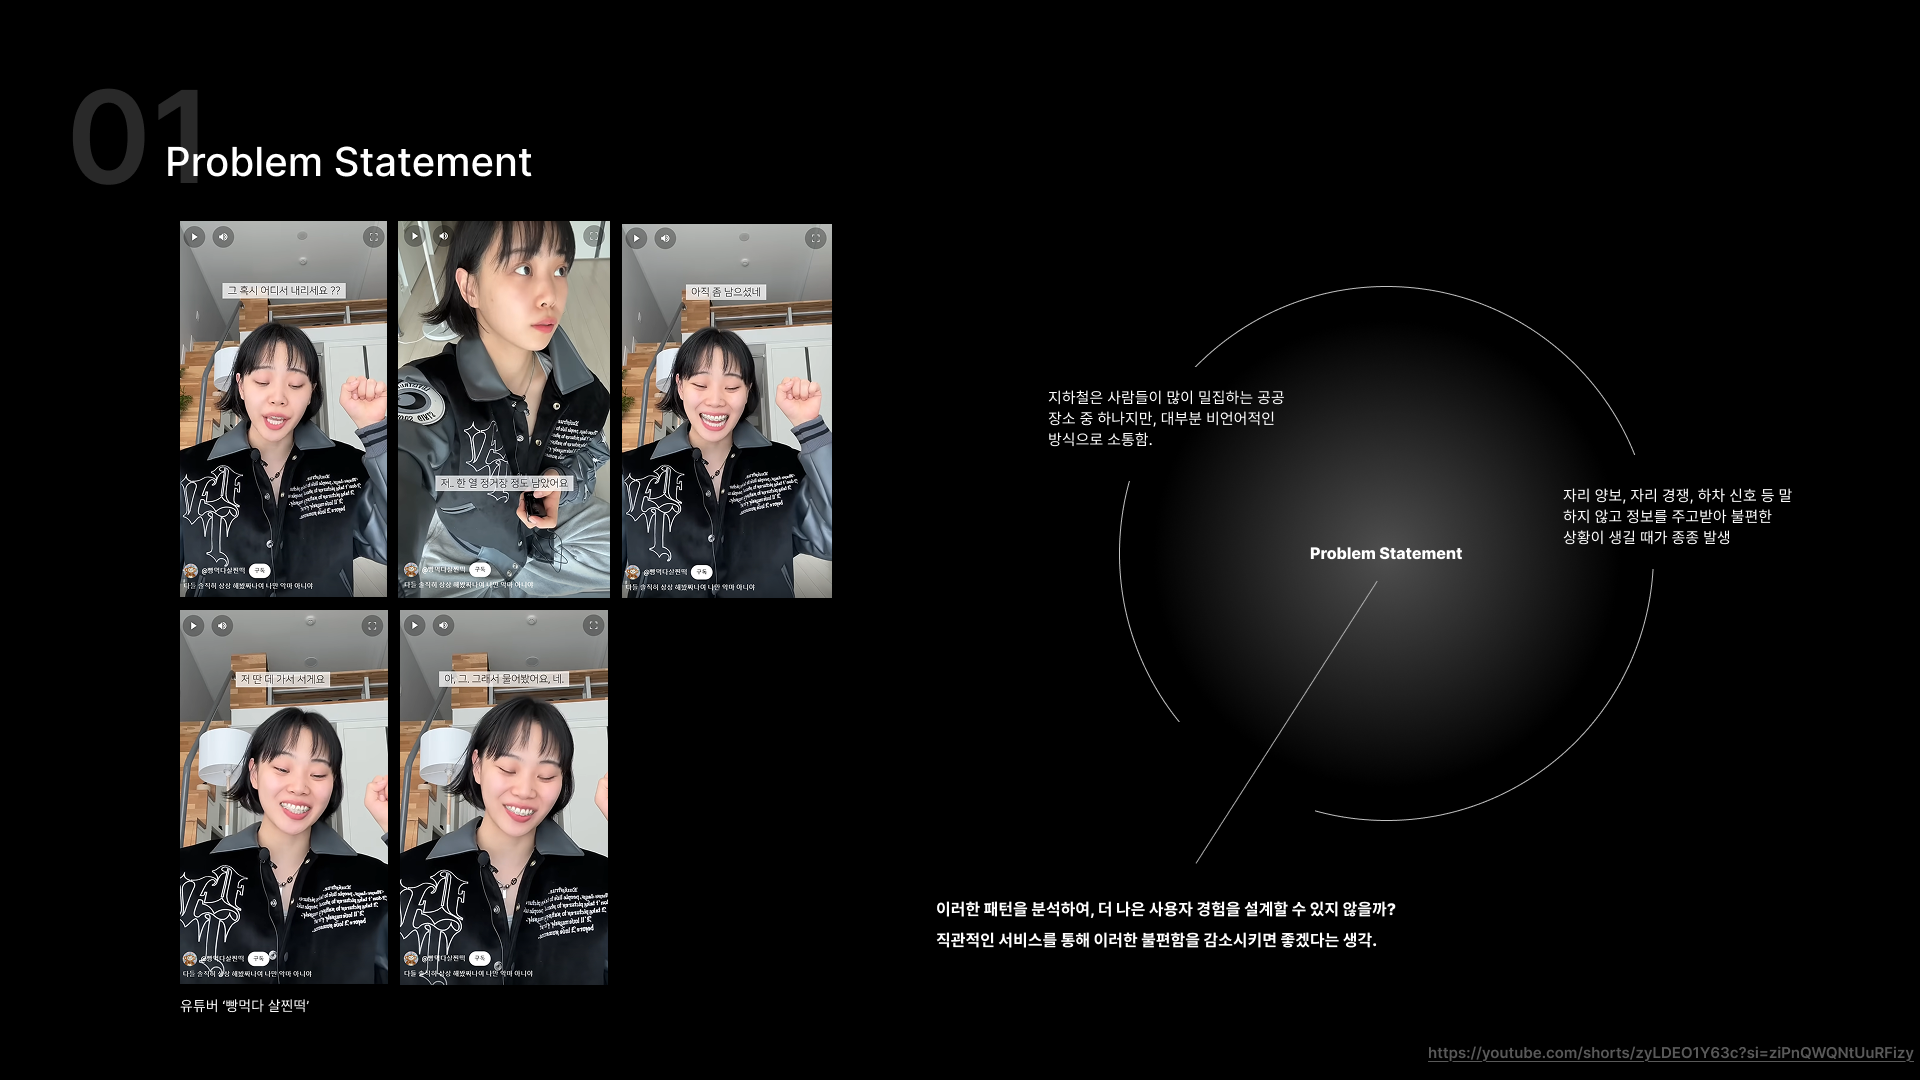 01
Problem Statement
그 혹시 어디서 내리세요 ??
@빵먹다살찐떡 구독
다들 솔직히 상상 해봤짜나여 나만 악마 아니야
저.. 한 열 정거장 정도 남았어요
@빵먹다살찐떡 구독
다들 솔직히 상상 해봤짜나여 나만 악마 아니야
아직 좀 남으셨네
@빵먹다살찐떡 구독
다들 솔직히 상상 해봤짜나여 나만 악마 아니야
저 딴 데 가서 서게요
@빵먹다살찐떡 구독
다들 솔직히 상상 해봤짜나여 나만 악마 아니야
아, 그. 그래서 물어봤어요, 네.
@빵먹다살찐떡 구독
다들 솔직히 상상 해봤짜나여 나만 악마 아니야
유튜버 ‘빵먹다 살찐떡’
지하철은 사람들이 많이 밀집하는 공공
장소 중 하나지만, 대부분 비언어적인
방식으로 소통함.
자리 양보, 자리 경쟁, 하차 신호 등 말
하지 않고 정보를 주고받아 불편한
상황이 생길 때가 종종 발생
Problem Statement
이러한 패턴을 분석하여, 더 나은 사용자 경험을 설계할 수 있지 않을까?
직관적인 서비스를 통해 이러한 불편함을 감소시키면 좋겠다는 생각.
https://youtube.com/shorts/zyLDEO1Y63c?si=ziPnQWQNtUuRFizy